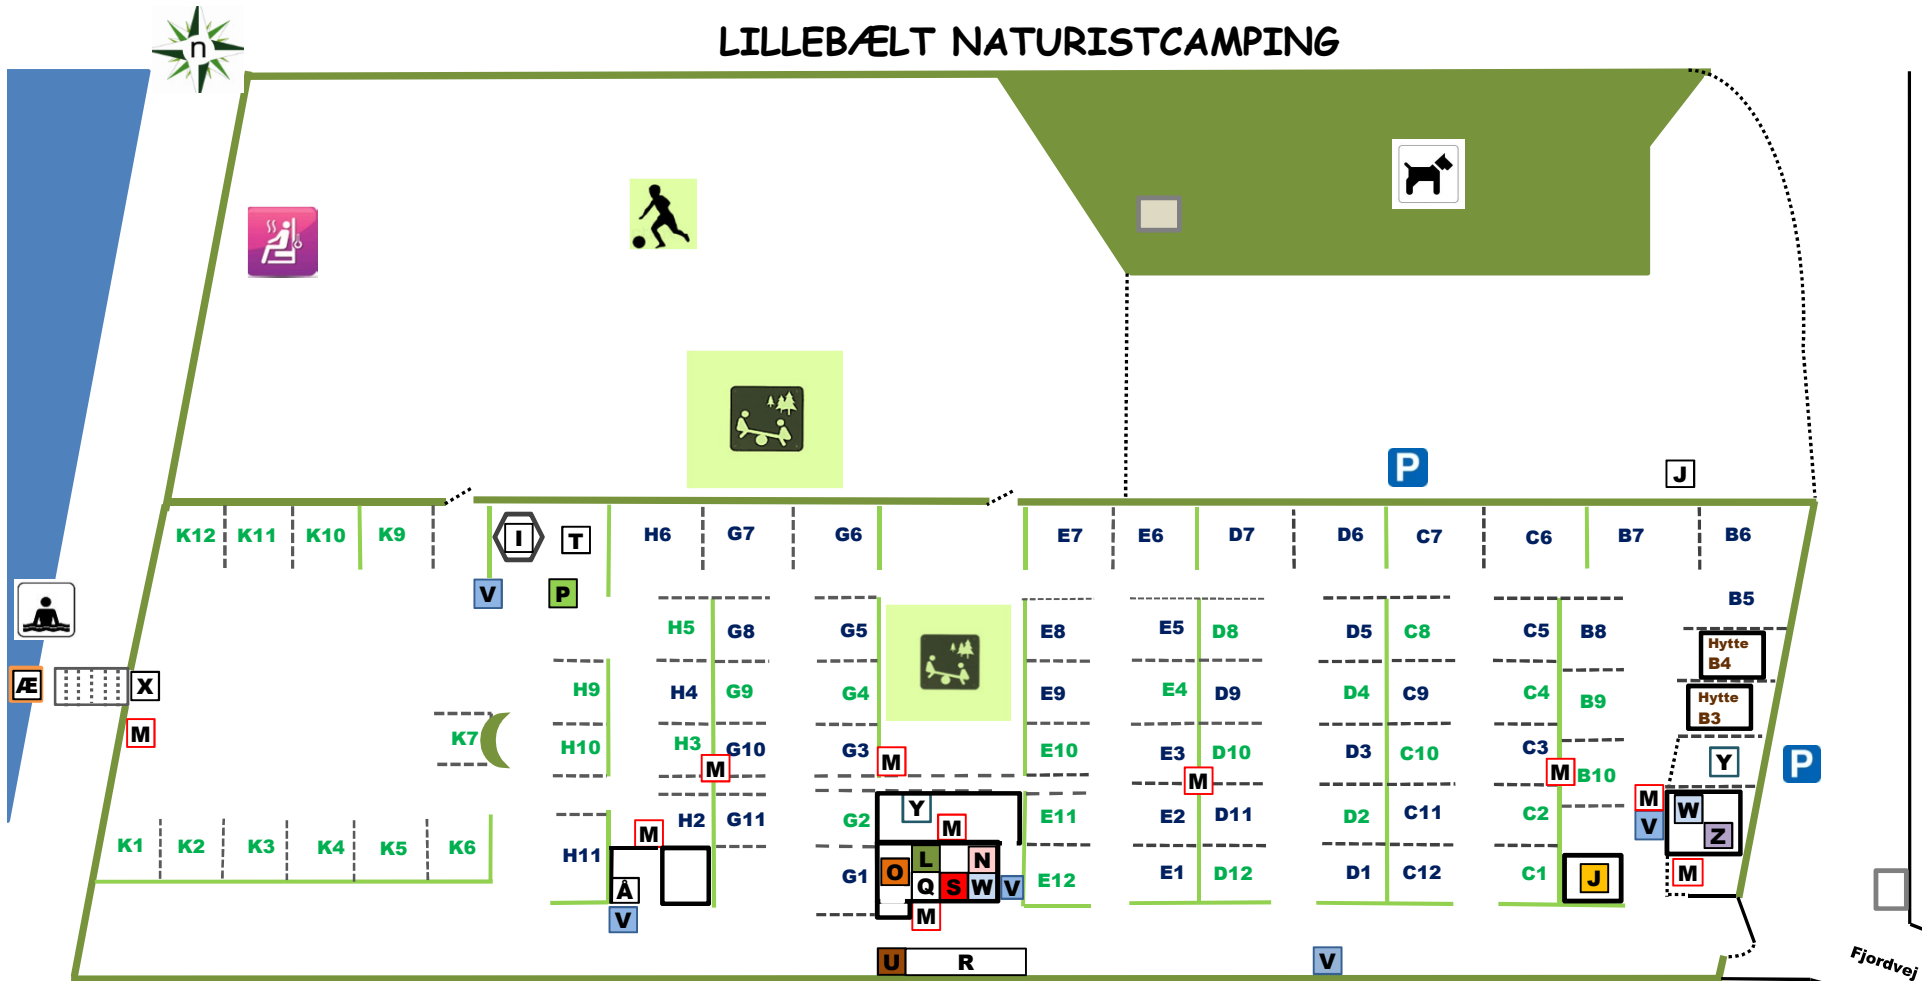 n
LILLEBÆLT NATURISTCAMPING
P
J
K12 K11 K10 K9 I T H6 G7 G6 E7 E6 D7 D6 C7 C6 B7 B6
V P B5
H5 G8 G5 E8 E5 D8 D5 C8 C5 B8
Hytte
B4
Æ X H9 H4 G9 G4 E9 E4 D9 D4 C9 C4 B9
Hytte
B3
M K7 H10 H3 G10 G3 M E10 E3 D10 D3 C10 C3 Y P
M M M B10
M
K1 K2 K3 K4 K5 K6 M H2 G11 G2 Y M E11 E2 D11 D2 C11 C2 V W Z
H11 L N
Å G1 O Q S W V E12 E1 D12 D1 C12 C1 J M
V M
U R V
Fjordvej